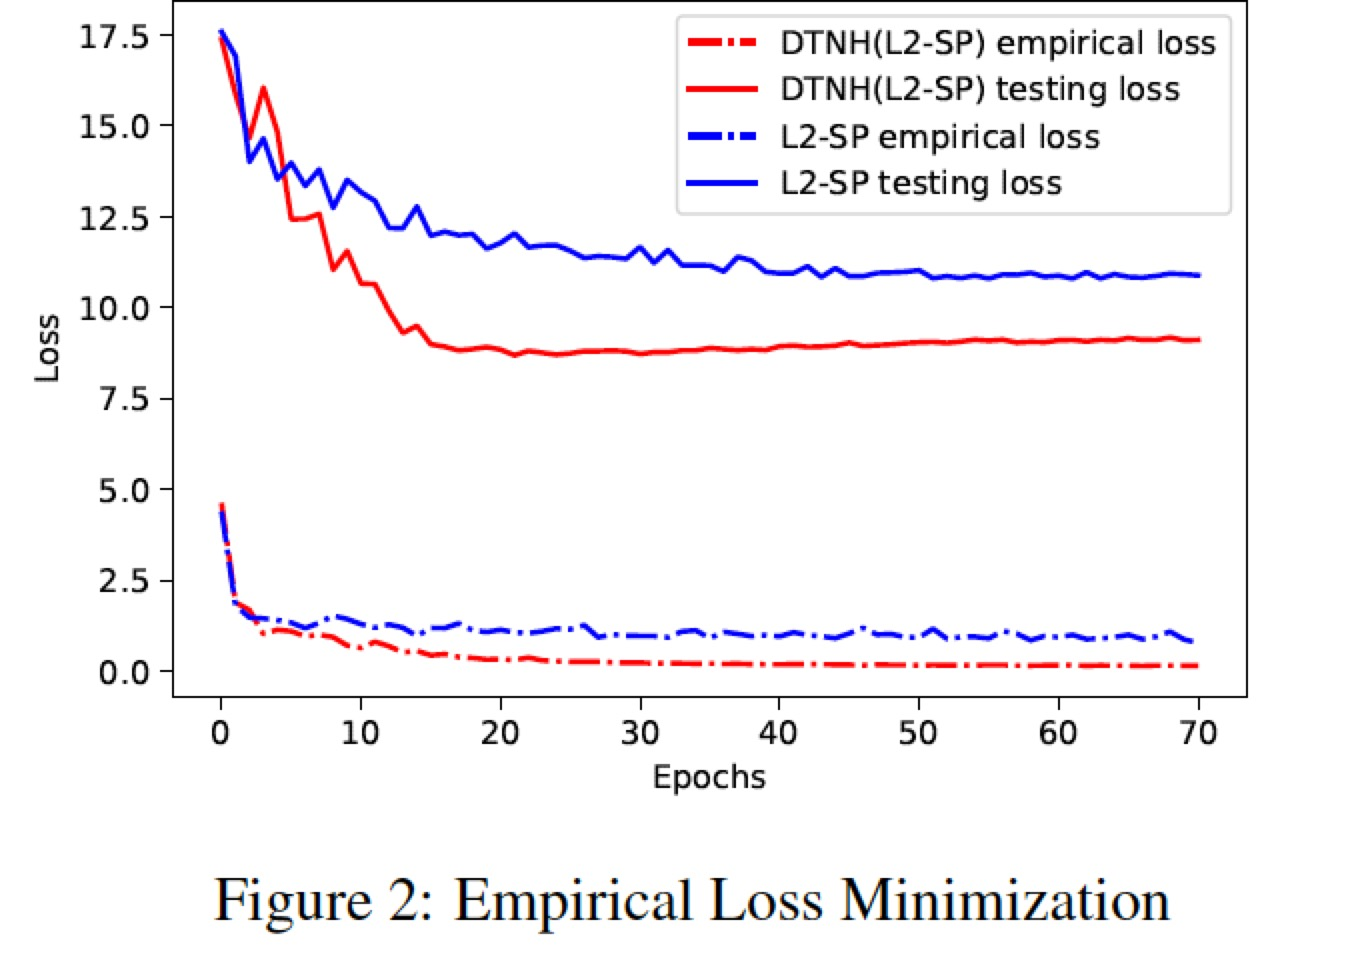 17.5
15.0
12.5
10.0
7.5
5.0
2.5
0.0
Loss
DTNH(L2-SP) empirical loss
DTNH(L2-SP) testing loss
L2-SP empirical loss
L2-SP testing loss
0 10 20 30 40 50 60 70
Epochs
Figure 2: Empirical Loss Minimization